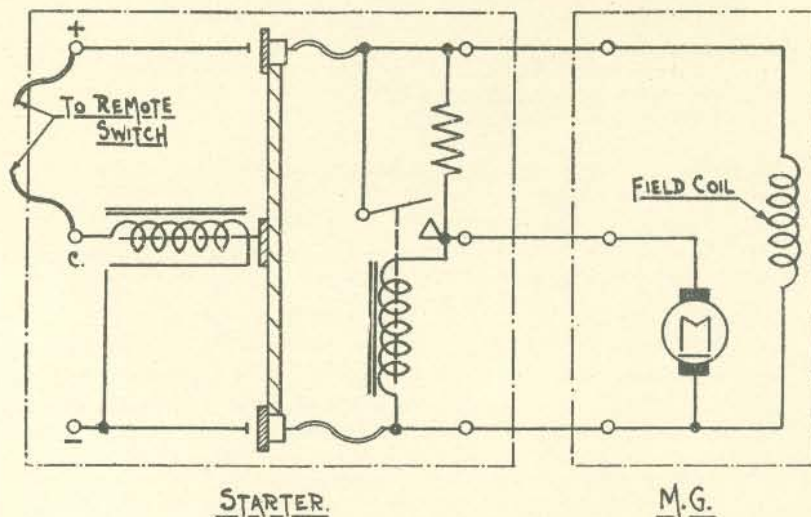 +
To Remote
Switch
Field Coil
C.
M
-
Starter.
M.G.